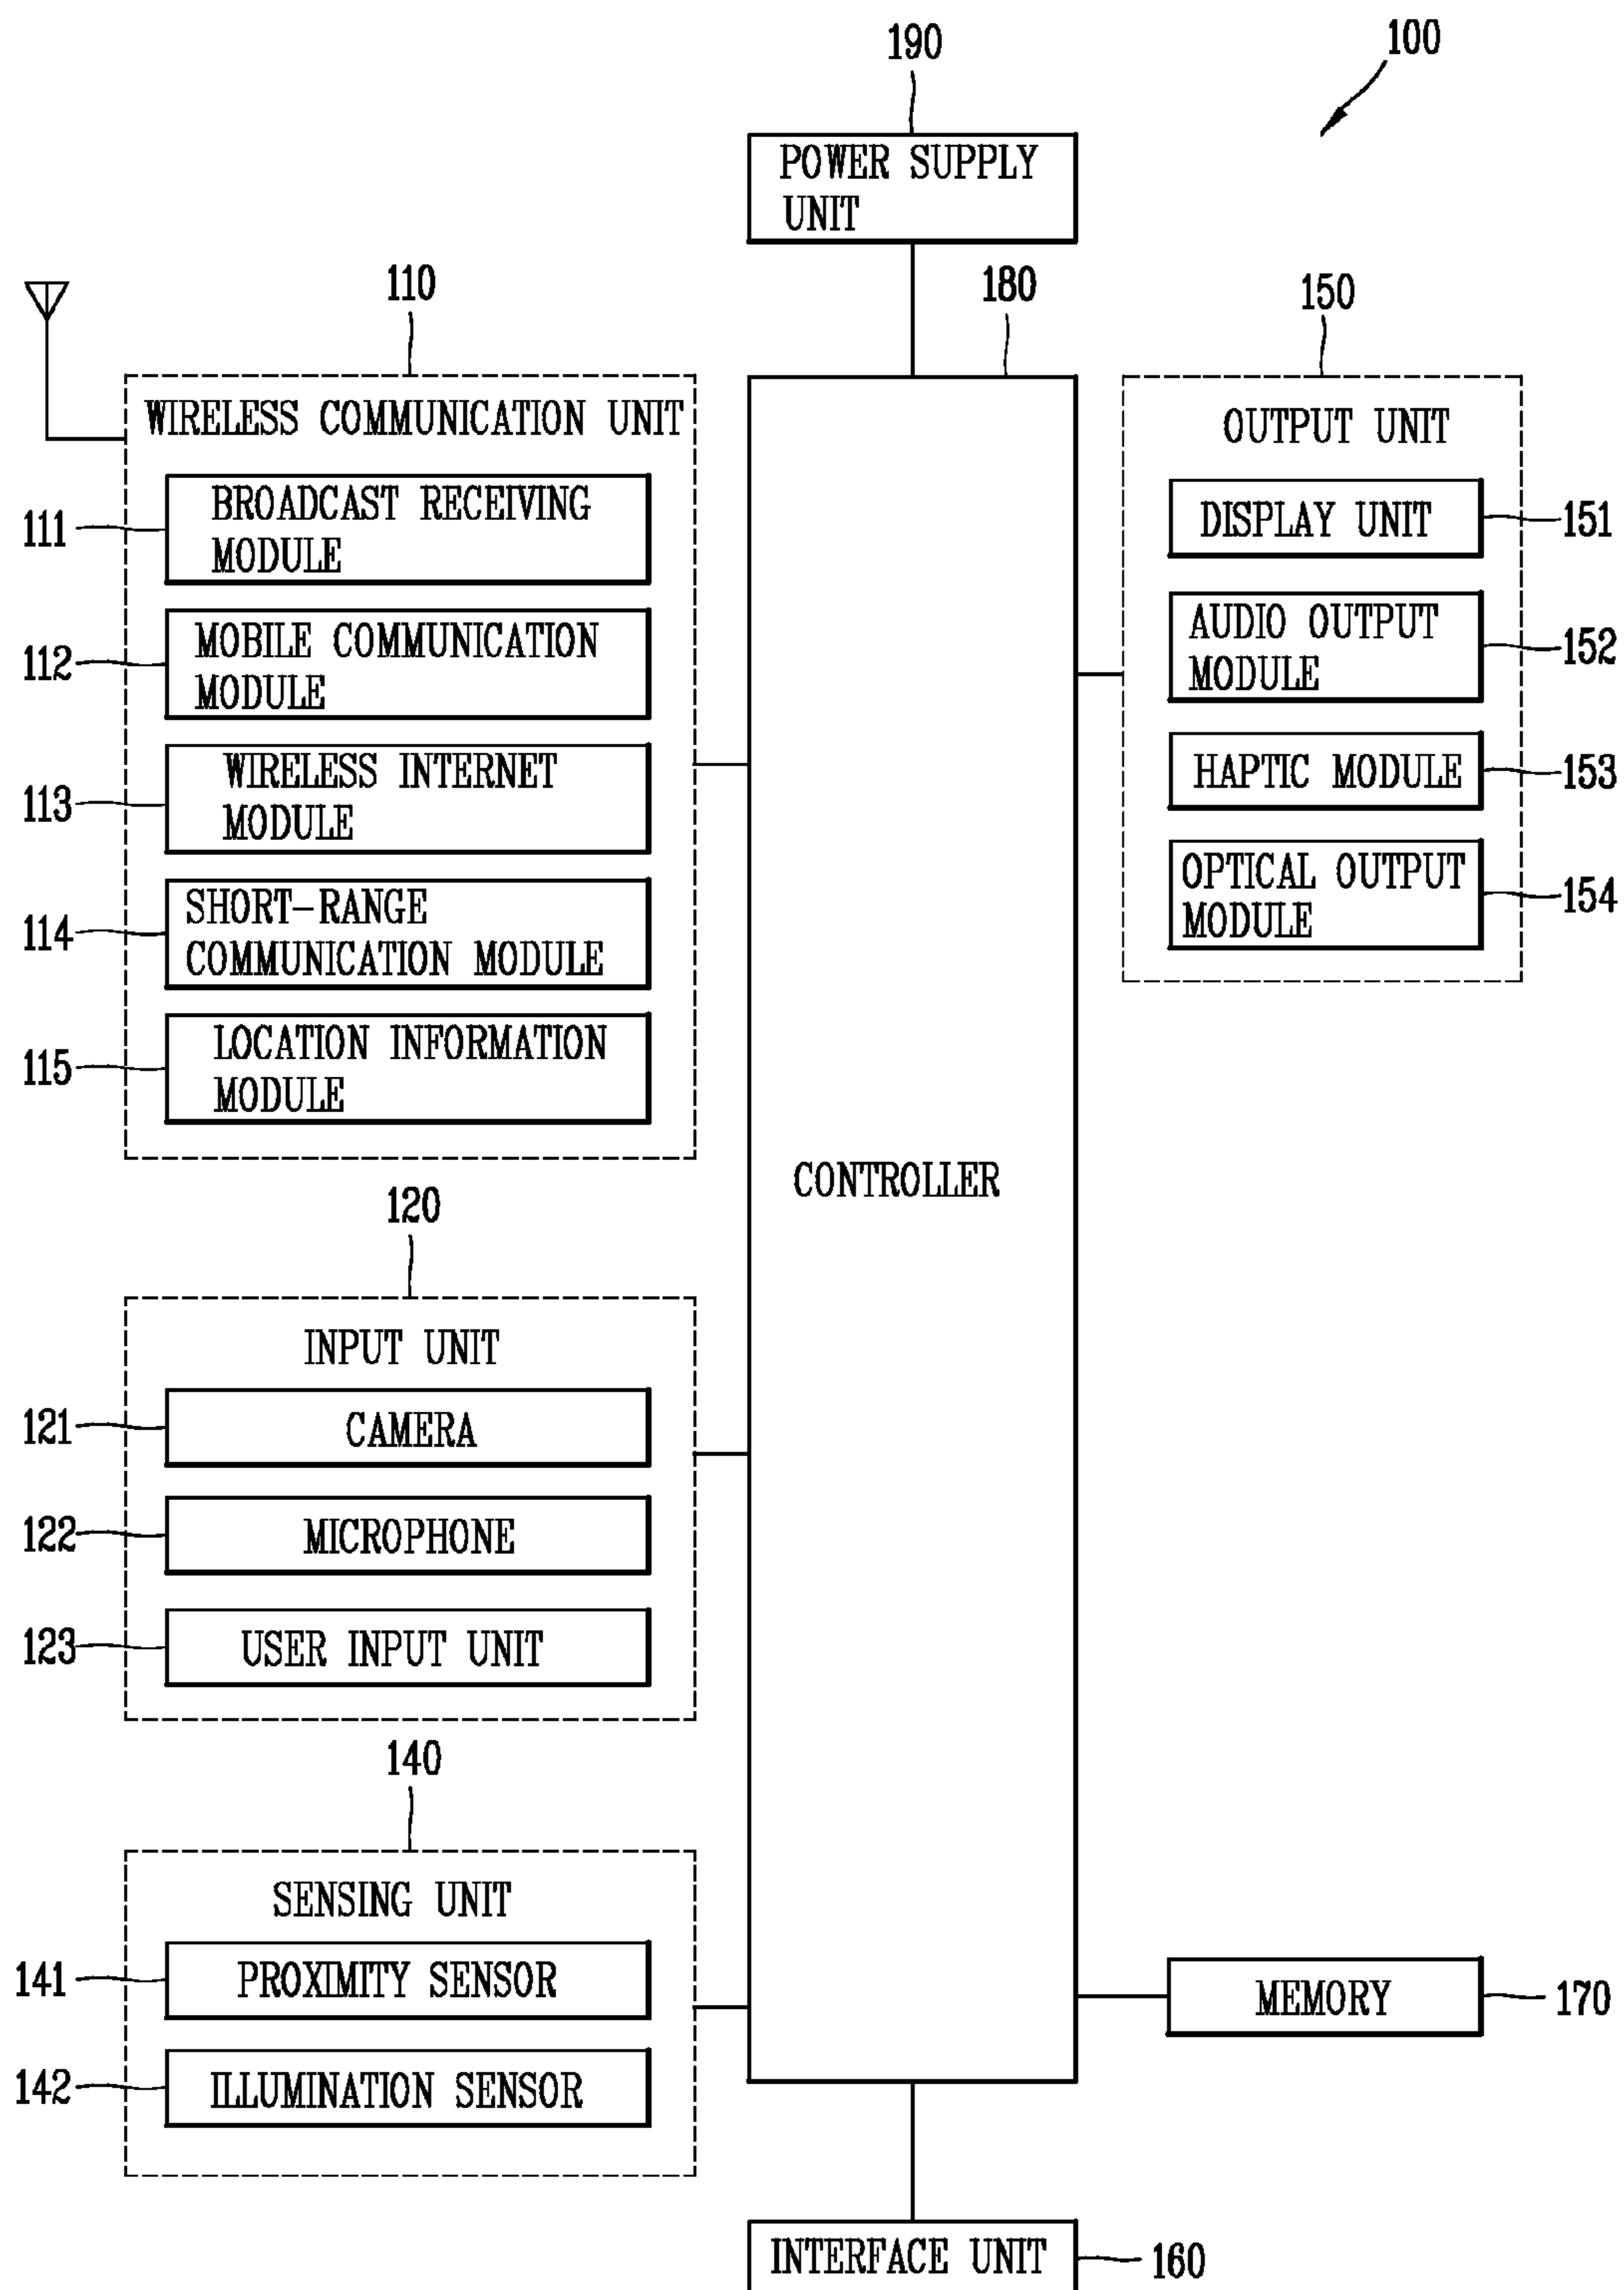 190
100
POWER SUPPLY
UNIT
110
180
150
WIRELESS COMMUNICATION UNIT
111
BROADCAST RECEIVING
MODULE
112
MOBILE COMMUNICATION
MODULE
113
WIRELESS INTERNET
MODULE
114
SHORT-RANGE
COMMUNICATION MODULE
115
LOCATION INFORMATION
MODULE
120
INPUT UNIT
121
CAMERA
122
MICROPHONE
123
USER INPUT UNIT
140
SENSING UNIT
141
PROXIMITY SENSOR
142
ILLUMINATION SENSOR
CONTROLLER
OUTPUT UNIT
DISPLAY UNIT
151
AUDIO OUTPUT
MODULE
152
HAPTIC MODULE
153
OPTICAL OUTPUT
MODULE
154
MEMORY
170
INTERFACE UNIT
160